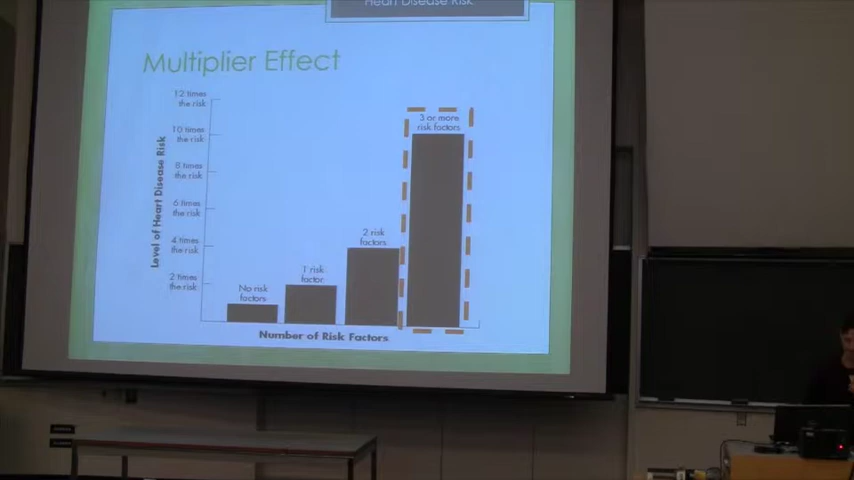 Heart Disease Risk
Multiplier Effect
12 times
the risk
10 times
the risk
8 times
the risk
6 times
the risk
4 times
the risk
2 times
the risk
Level of Heart Disease Risk
No risk
factors
1 risk
factor
2 risk
factors
3 or more
risk factors
Number of Risk Factors